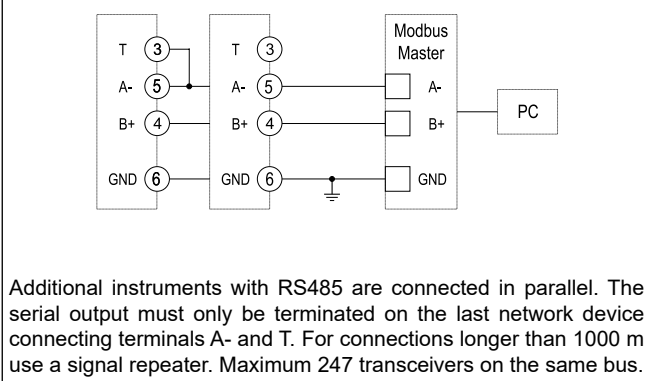 T 3 T 3 Modbus
Master
A- 5 A- 5 A-
B+ 4 B+ 4 B+ PC
GND 6 GND 6 GND
Additional instruments with RS485 are connected in parallel. The
serial output must only be terminated on the last network device
connecting terminals A- and T. For connections longer than 1000 m
use a signal repeater. Maximum 247 transceivers on the same bus.